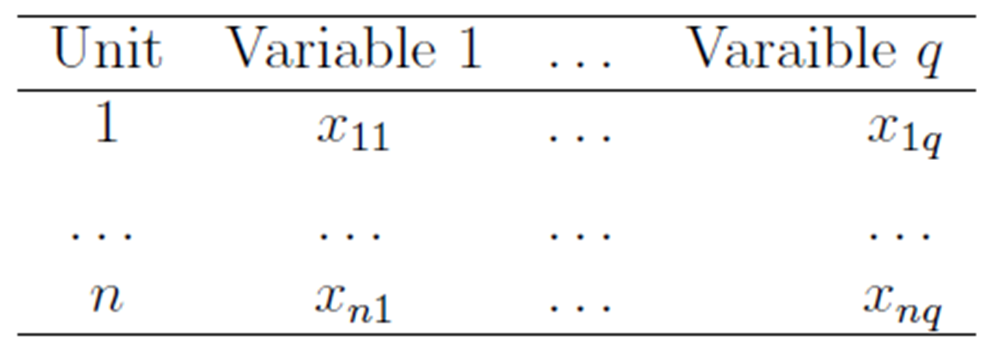 Unit Variable 1 ... Varaible q
1 x11 ... x1q
... ... ... ...
n xn1 ... xnq